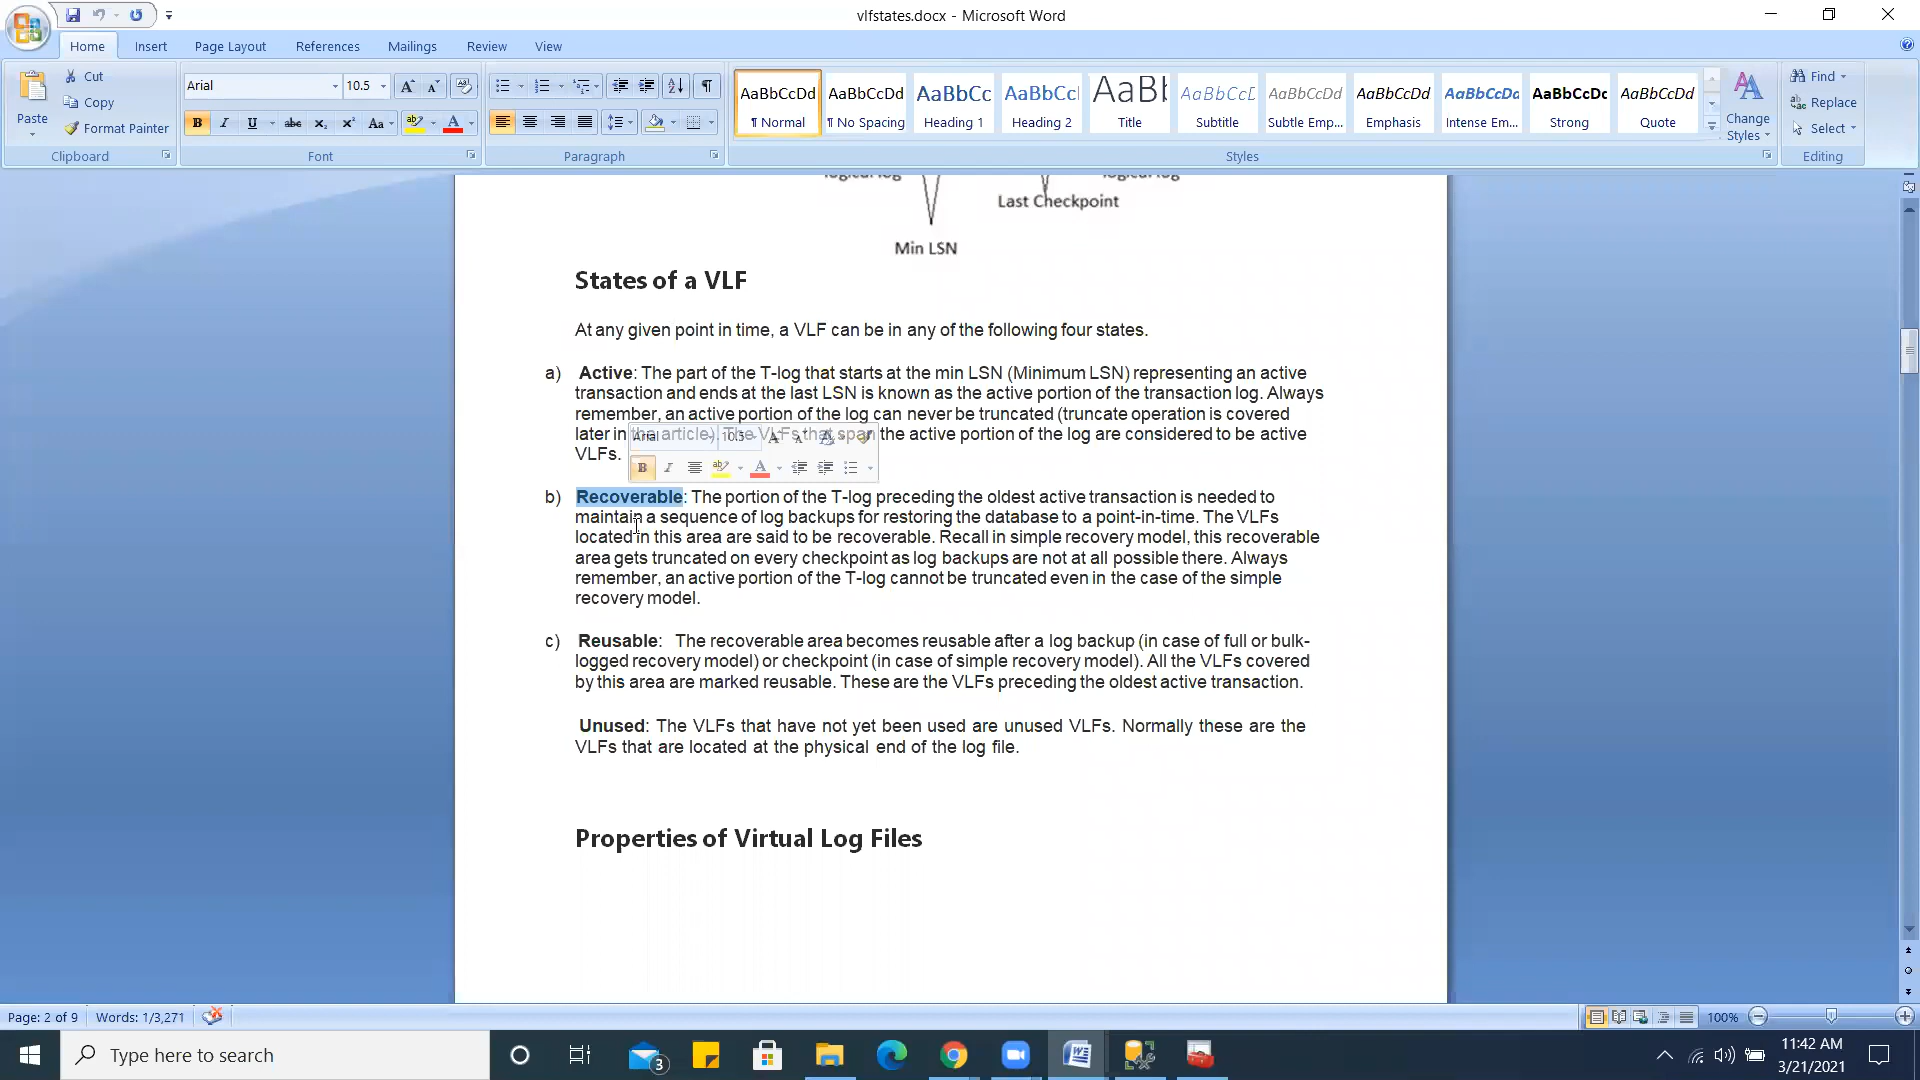 vlfstates.docx - Microsoft Word
Home Insert Page Layout References Mailings Review View
Paste
Cut
Copy
Format Painter
Clipboard
Arial 10.5
B I U abc x₂ x² Aa
Font
Paragraph
AaBbCcDd AaBbCcDd AaBbCc AaBbCcI AaBI AaBbCcL AaBbCcDd AaBbCcDd AaBbCcDd AaBbCcDc AaBbCcDd
¶ Normal ¶ No Spacing Heading 1 Heading 2 Title Subtitle Subtle Emp... Emphasis Intense Em... Strong Quote
Styles
Change Styles
Find
Replace
Select
Editing
logical log logical log
Last Checkpoint
Min LSN
States of a VLF
At any given point in time, a VLF can be in any of the following four states.
a) Active: The part of the T-log that starts at the min LSN (Minimum LSN) representing an active
transaction and ends at the last LSN is known as the active portion of the transaction log. Always
remember, an active portion of the log can never be truncated (truncate operation is covered
later in the article). The VLFs that span the active portion of the log are considered to be active
VLFs.
Arial 10.5
B I
b) Recoverable: The portion of the T-log preceding the oldest active transaction is needed to
maintain a sequence of log backups for restoring the database to a point-in-time. The VLFs
located in this area are said to be recoverable. Recall in simple recovery model, this recoverable
area gets truncated on every checkpoint as log backups are not at all possible there. Always
remember, an active portion of the T-log cannot be truncated even in the case of the simple
recovery model.
c) Reusable: The recoverable area becomes reusable after a log backup (in case of full or bulk-
logged recovery model) or checkpoint (in case of simple recovery model). All the VLFs covered
by this area are marked reusable. These are the VLFs preceding the oldest active transaction.
Unused: The VLFs that have not yet been used are unused VLFs. Normally these are the
VLFs that are located at the physical end of the log file.
Properties of Virtual Log Files
Page: 2 of 9 Words: 1/3,271
100%
Type here to search
3
11:42 AM
3/21/2021